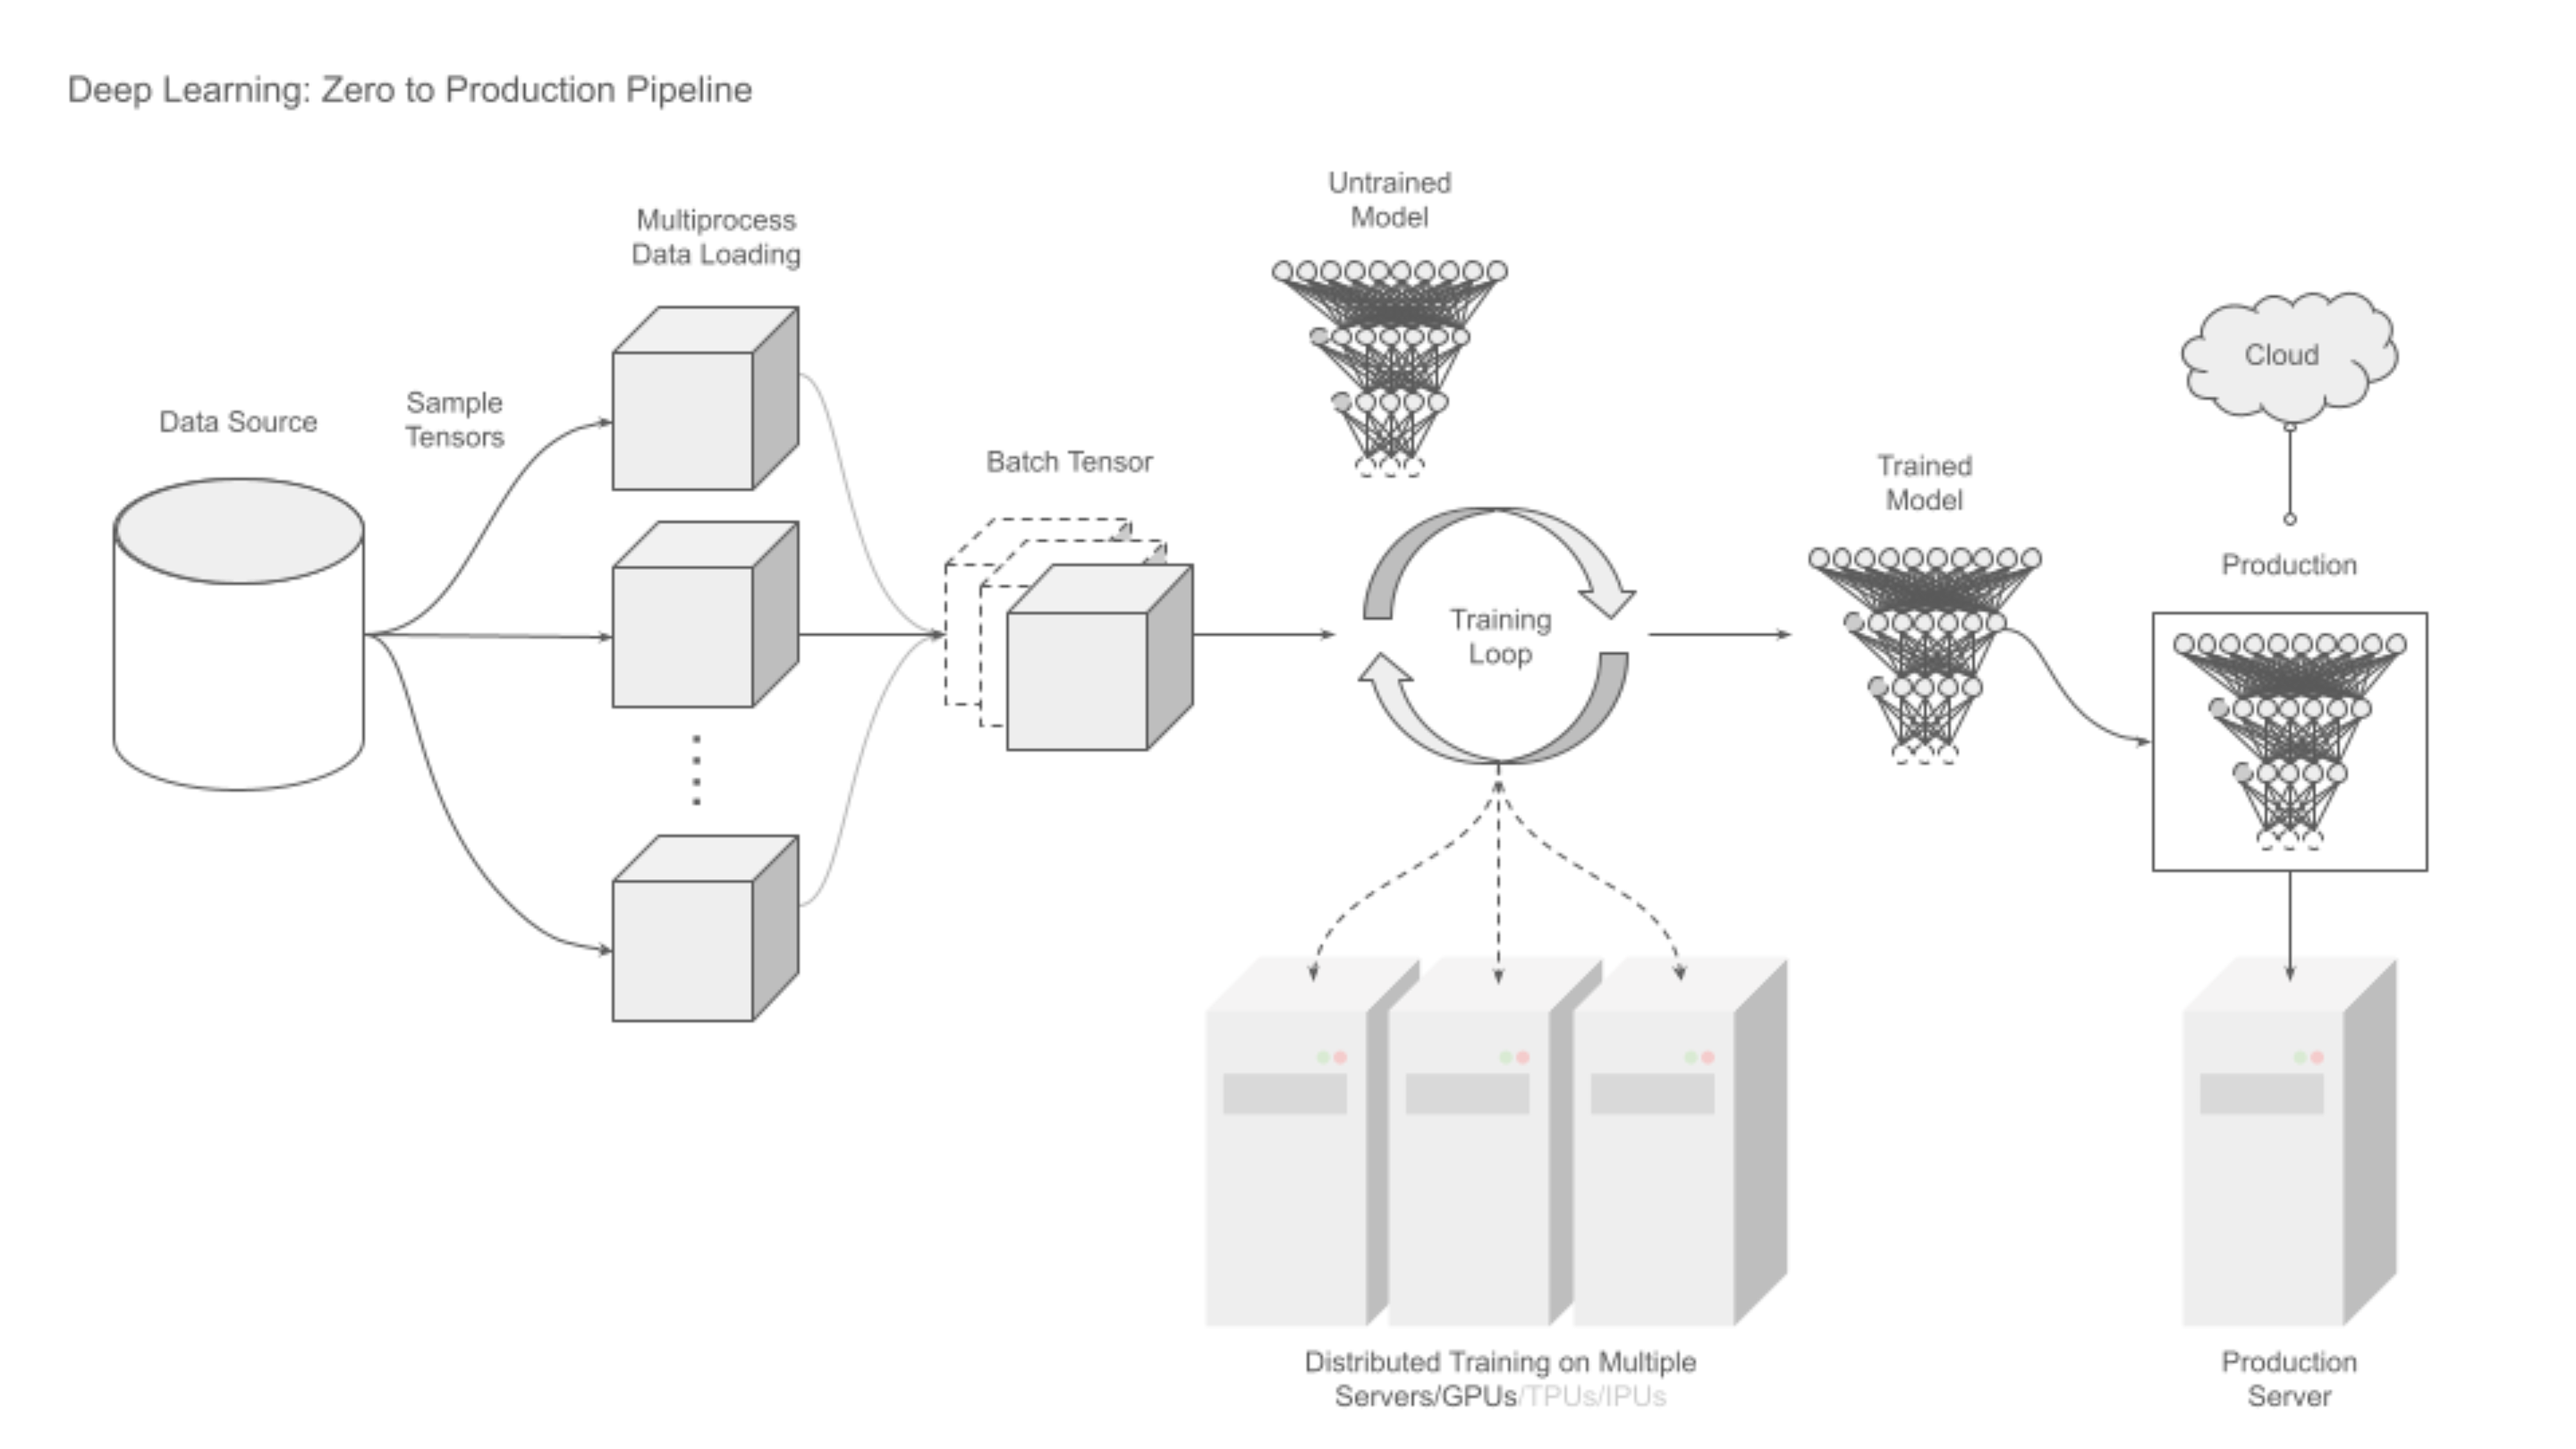 Deep Learning: Zero to Production Pipeline
Data Source
Sample
Tensors
Multiprocess
Data Loading
Batch Tensor
Untrained
Model
Training
Loop
Distributed Training on Multiple
Servers/GPUs/TPUs/IPUs
Trained
Model
Cloud
Production
Production
Server